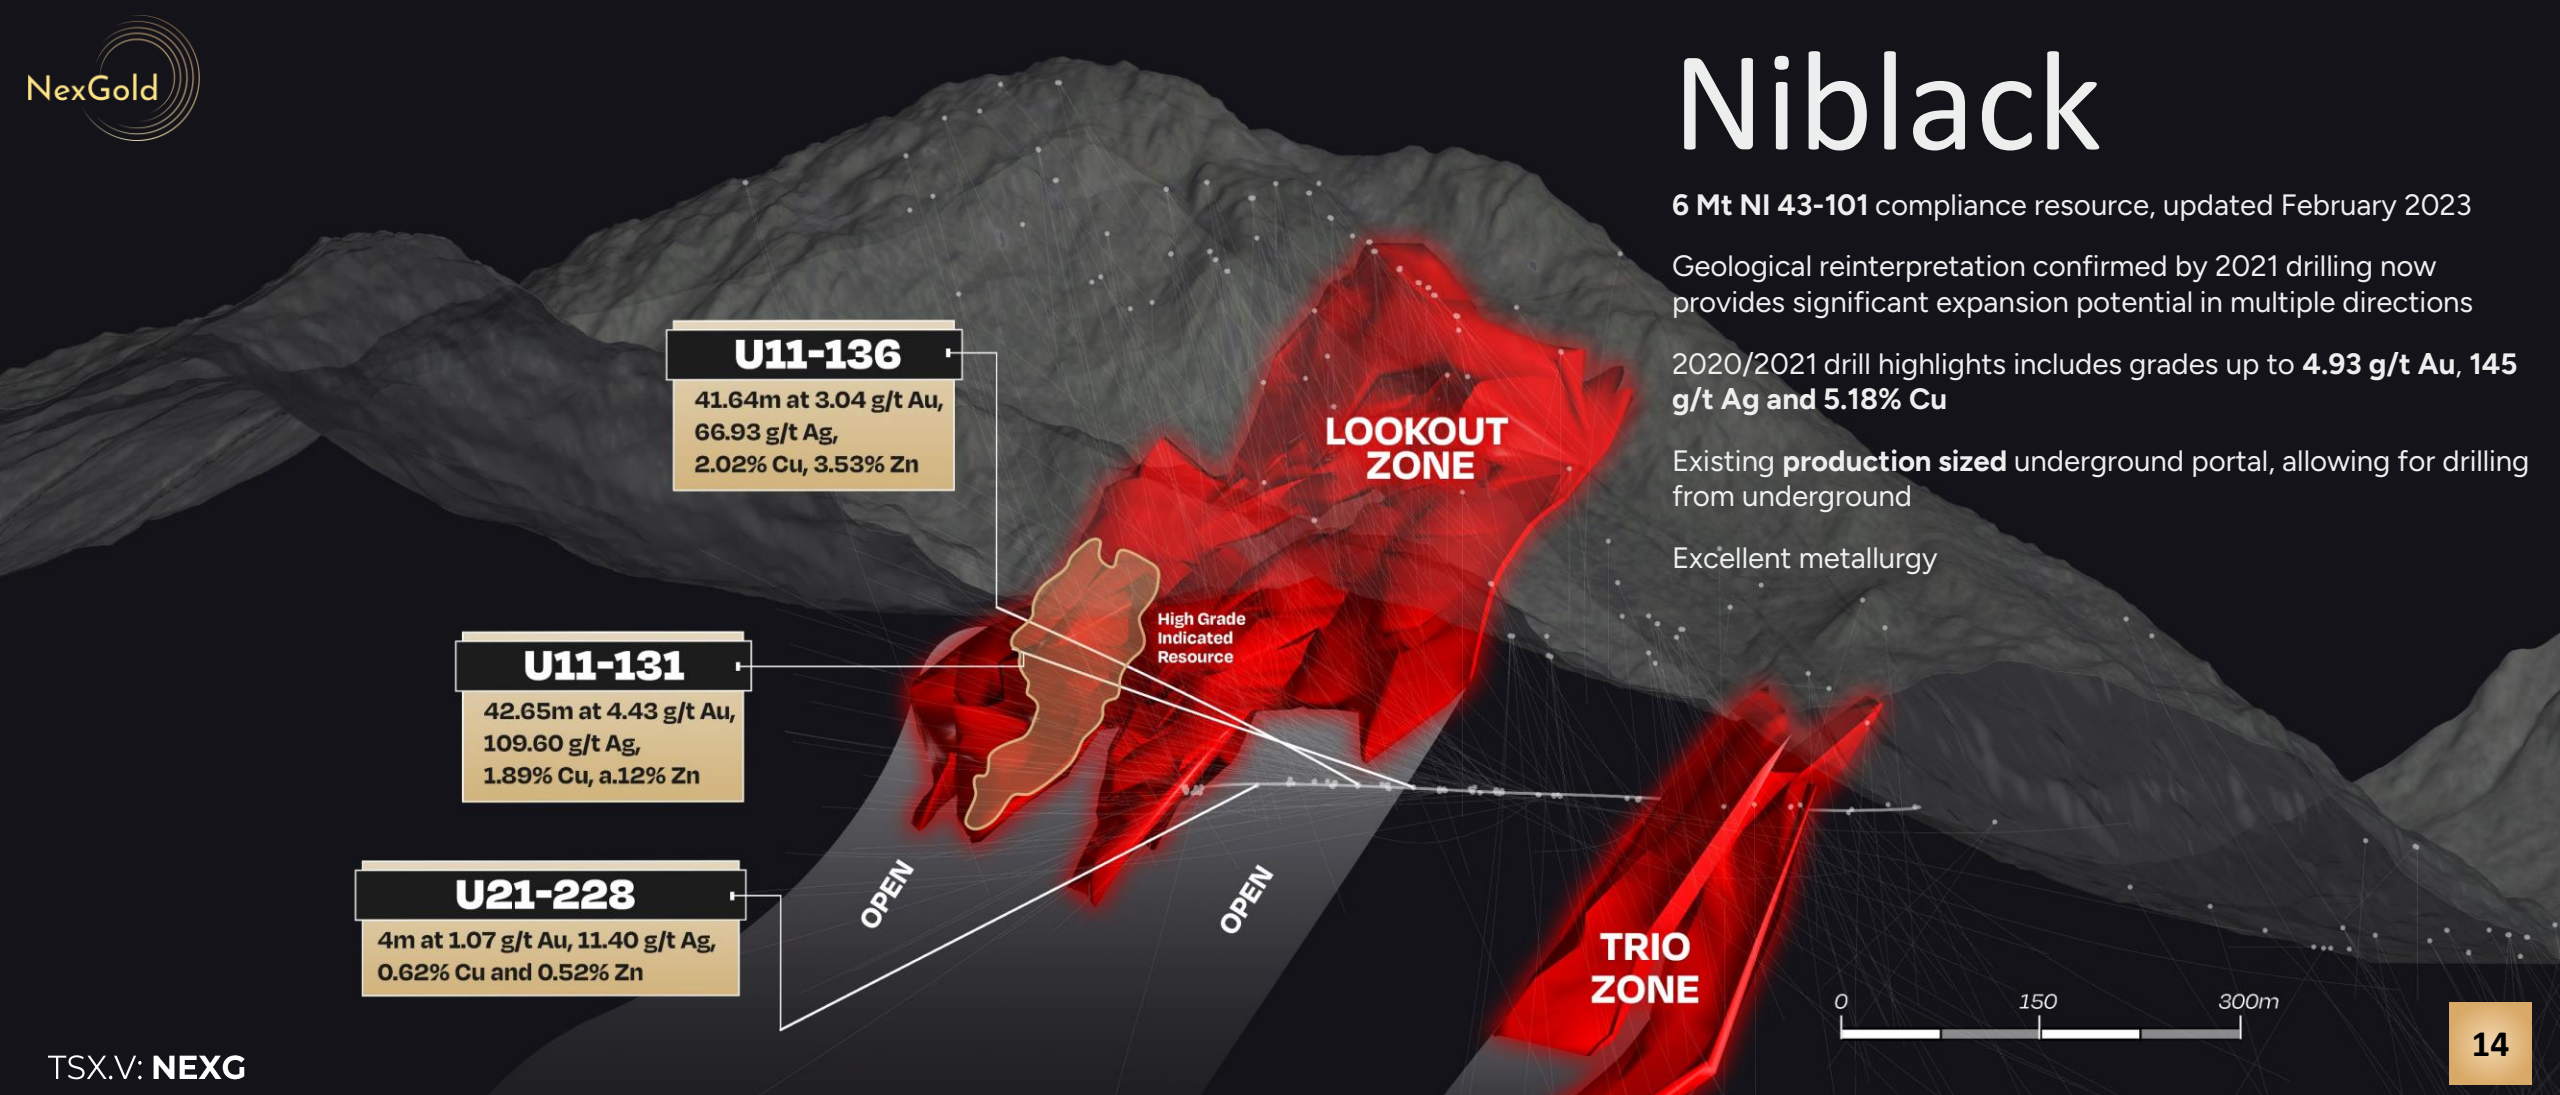 NexGold
Niblack
6 Mt NI 43-101 compliance resource, updated February 2023
Geological reinterpretation confirmed by 2021 drilling now
provides significant expansion potential in multiple directions
2020/2021 drill highlights includes grades up to 4.93 g/t Au, 145
g/t Ag and 5.18% Cu
Existing production sized underground portal, allowing for drilling
from underground
Excellent metallurgy
U11-136
41.64m at 3.04 g/t Au,
66.93 g/t Ag,
2.02% Cu, 3.53% Zn
LOOKOUT
ZONE
High Grade
Indicated
Resource
U11-131
42.65m at 4.43 g/t Au,
109.60 g/t Ag,
1.89% Cu, a.12% Zn
U21-228
4m at 1.07 g/t Au, 11.40 g/t Ag,
0.62% Cu and 0.52% Zn
OPEN
OPEN
TRIO
ZONE
0 150 300m
TSX.V: NEXG
14